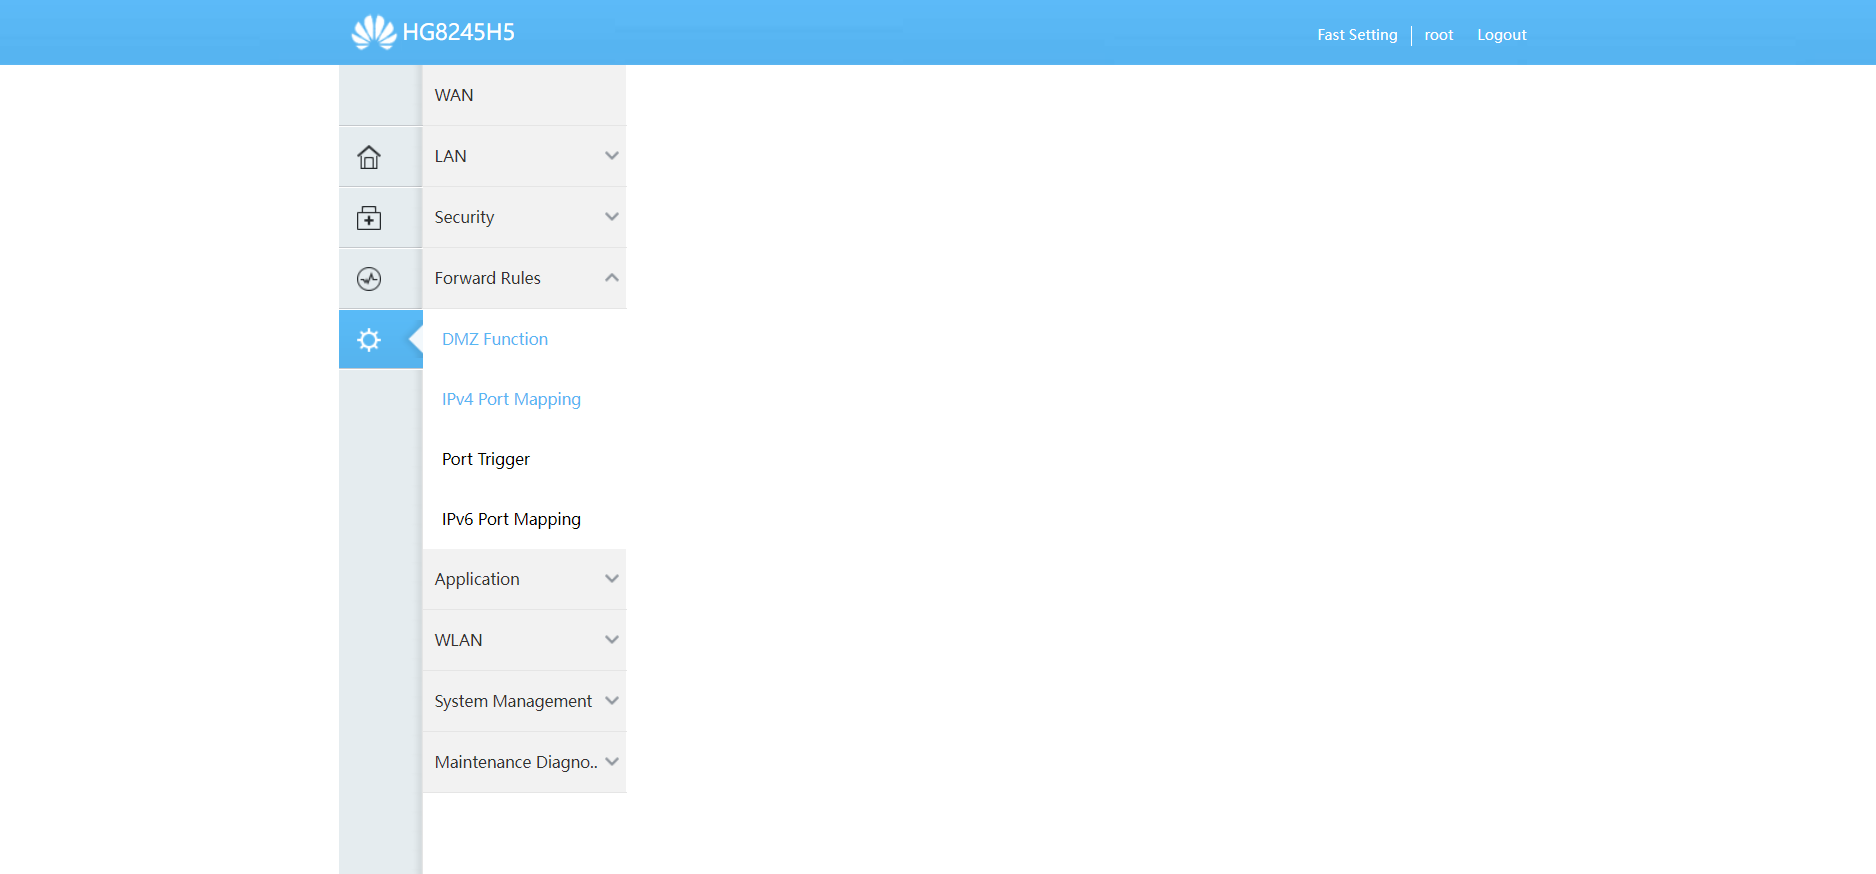 HG8245H5
Fast Setting
root
Logout
WAN
LAN
Security
Forward Rules
DMZ Function
IPv4 Port Mapping
Port Trigger
IPv6 Port Mapping
Application
WLAN
System Management
Maintenance Diagno..